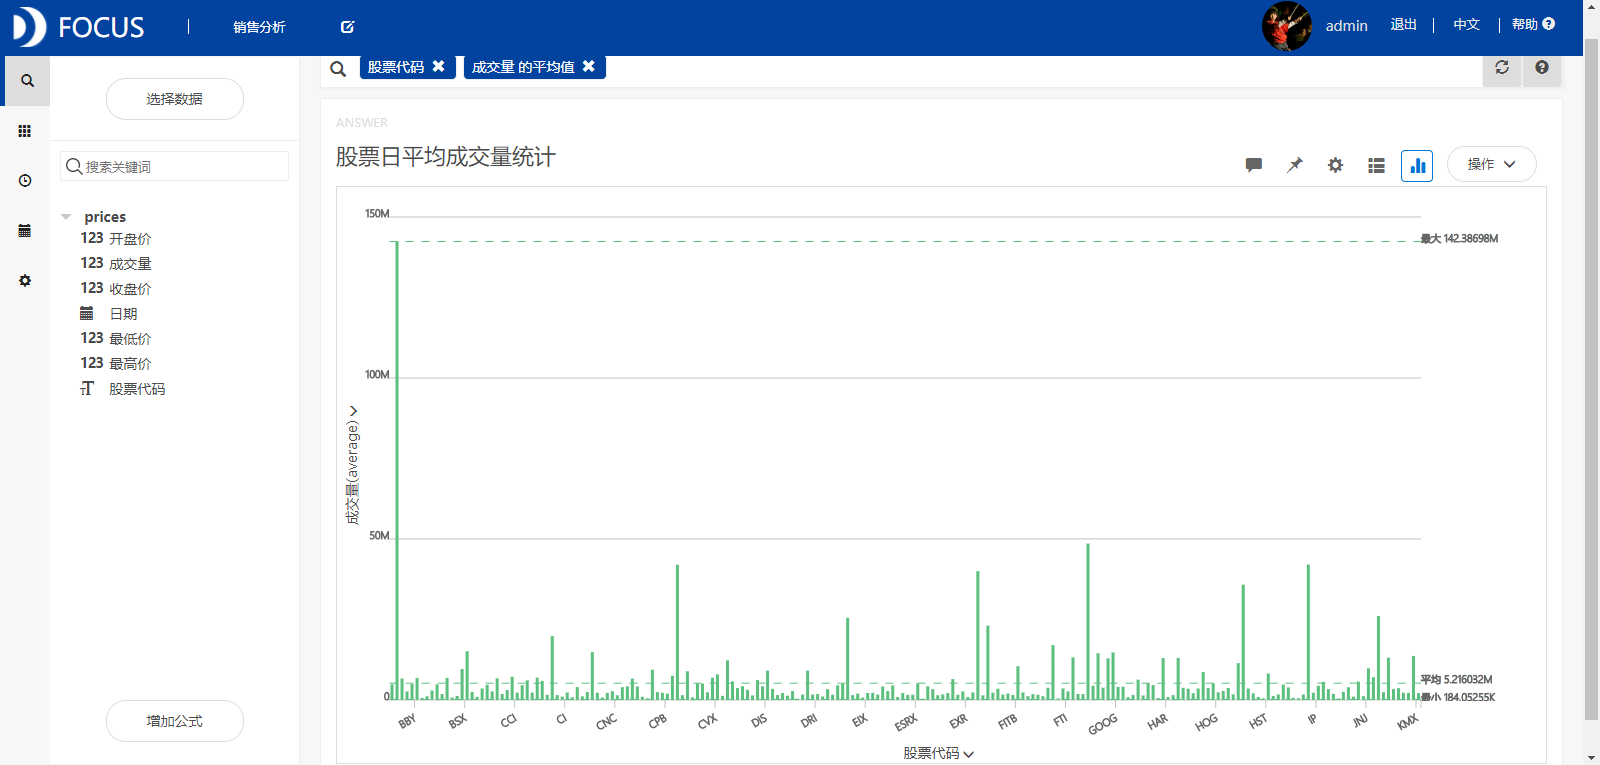 FOCUS
销售分析
admin
退出
中文
帮助
股票代码
成交量 的平均值
选择数据
搜索关键词
prices
123 开盘价
123 成交量
123 收盘价
日期
123 最低价
123 最高价
TT 股票代码
增加公式
ANSWER
股票日平均成交量统计
操作
150M
100M
50M
0
成交量(average)
最大 142.38698M
平均 5.216032M
最小 184.05255K
BBY
BSX
CCI
CI
CNC
CPB
CVX
DIS
DRI
EIX
ESRX
EXR
FITB
FTI
GOOG
HAR
HOG
HST
IP
JNJ
KMX
股票代码